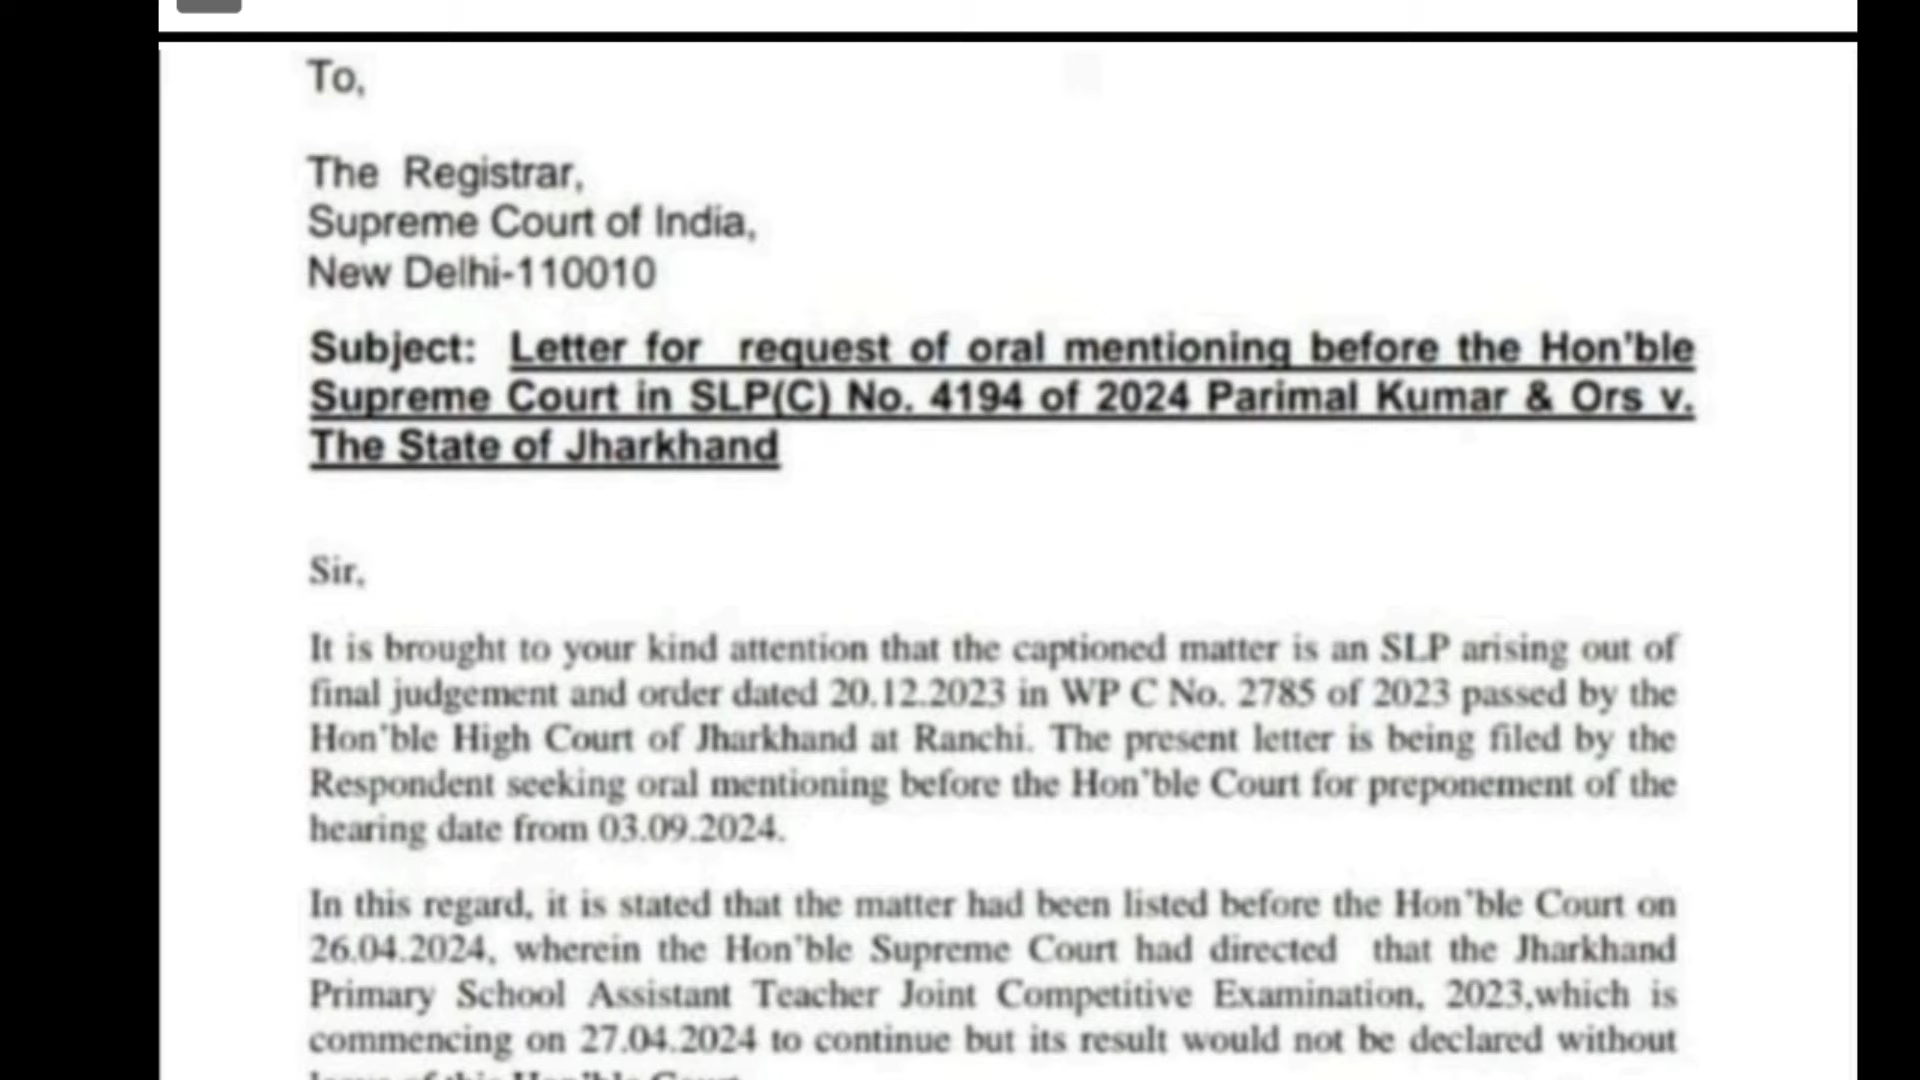 To,
The Registrar,
Supreme Court of India,
New Delhi-110010
Subject: Letter for request of oral mentioning before the Hon'ble
Supreme Court in SLP(C) No. 4194 of 2024 Parimal Kumar & Ors v.
The State of Jharkhand
Sir,
It is brought to your kind attention that the captioned matter is an SLP arising out of
final judgement and order dated 20.12.2023 in WP C No. 2785 of 2023 passed by the
Hon'ble High Court of Jharkhand at Ranchi. The present letter is being filed by the
Respondent seeking oral mentioning before the Hon'ble Court for preponement of the
hearing date from 03.09.2024.
In this regard, it is stated that the matter had been listed before the Hon'ble Court on
26.04.2024, wherein the Hon'ble Supreme Court had directed that the Jharkhand
Primary School Assistant Teacher Joint Competitive Examination, 2023,which is
commencing on 27.04.2024 to continue but its result would not be declared without
leave of this Hon'ble Court